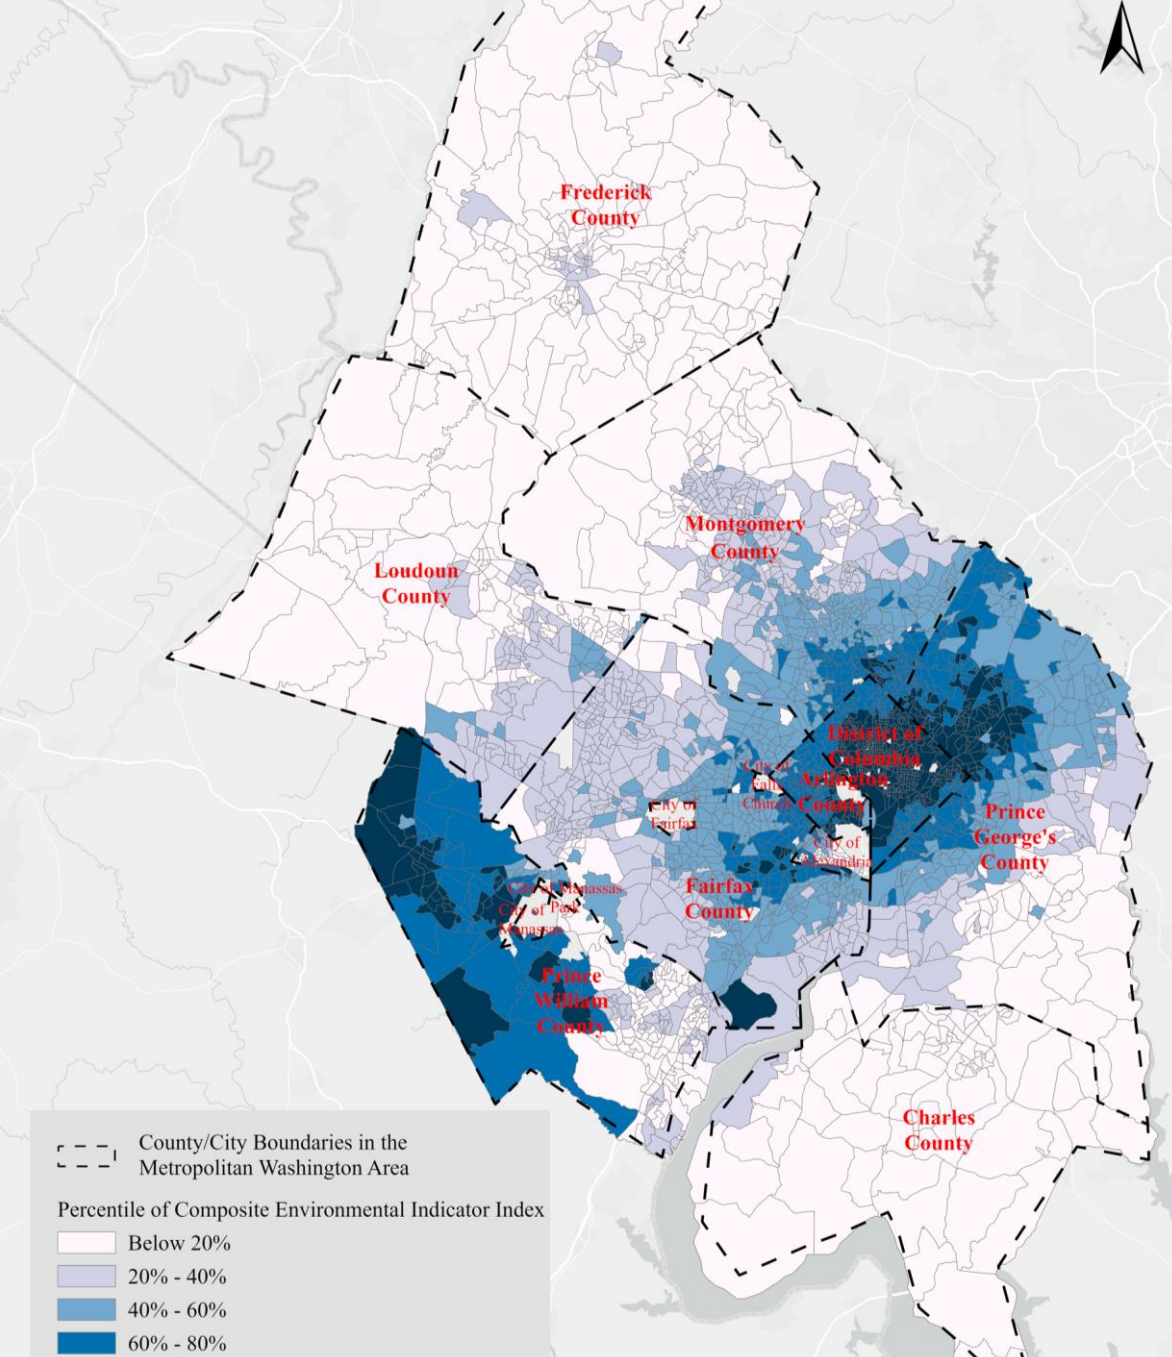 Frederick
County
Montgomery
County
Loudoun
County
District of
Columbia
City of
Falls
Church
Arlington
County
City of
Fairfax
Prince
George's
County
City of
Alexandria
Fairfax
County
City of Manassas
Park
City of
Manassas
Prince
William
County
Charles
County
County/City Boundaries in the
Metropolitan Washington Area
Percentile of Composite Environmental Indicator Index
Below 20%
20% - 40%
40% - 60%
60% - 80%